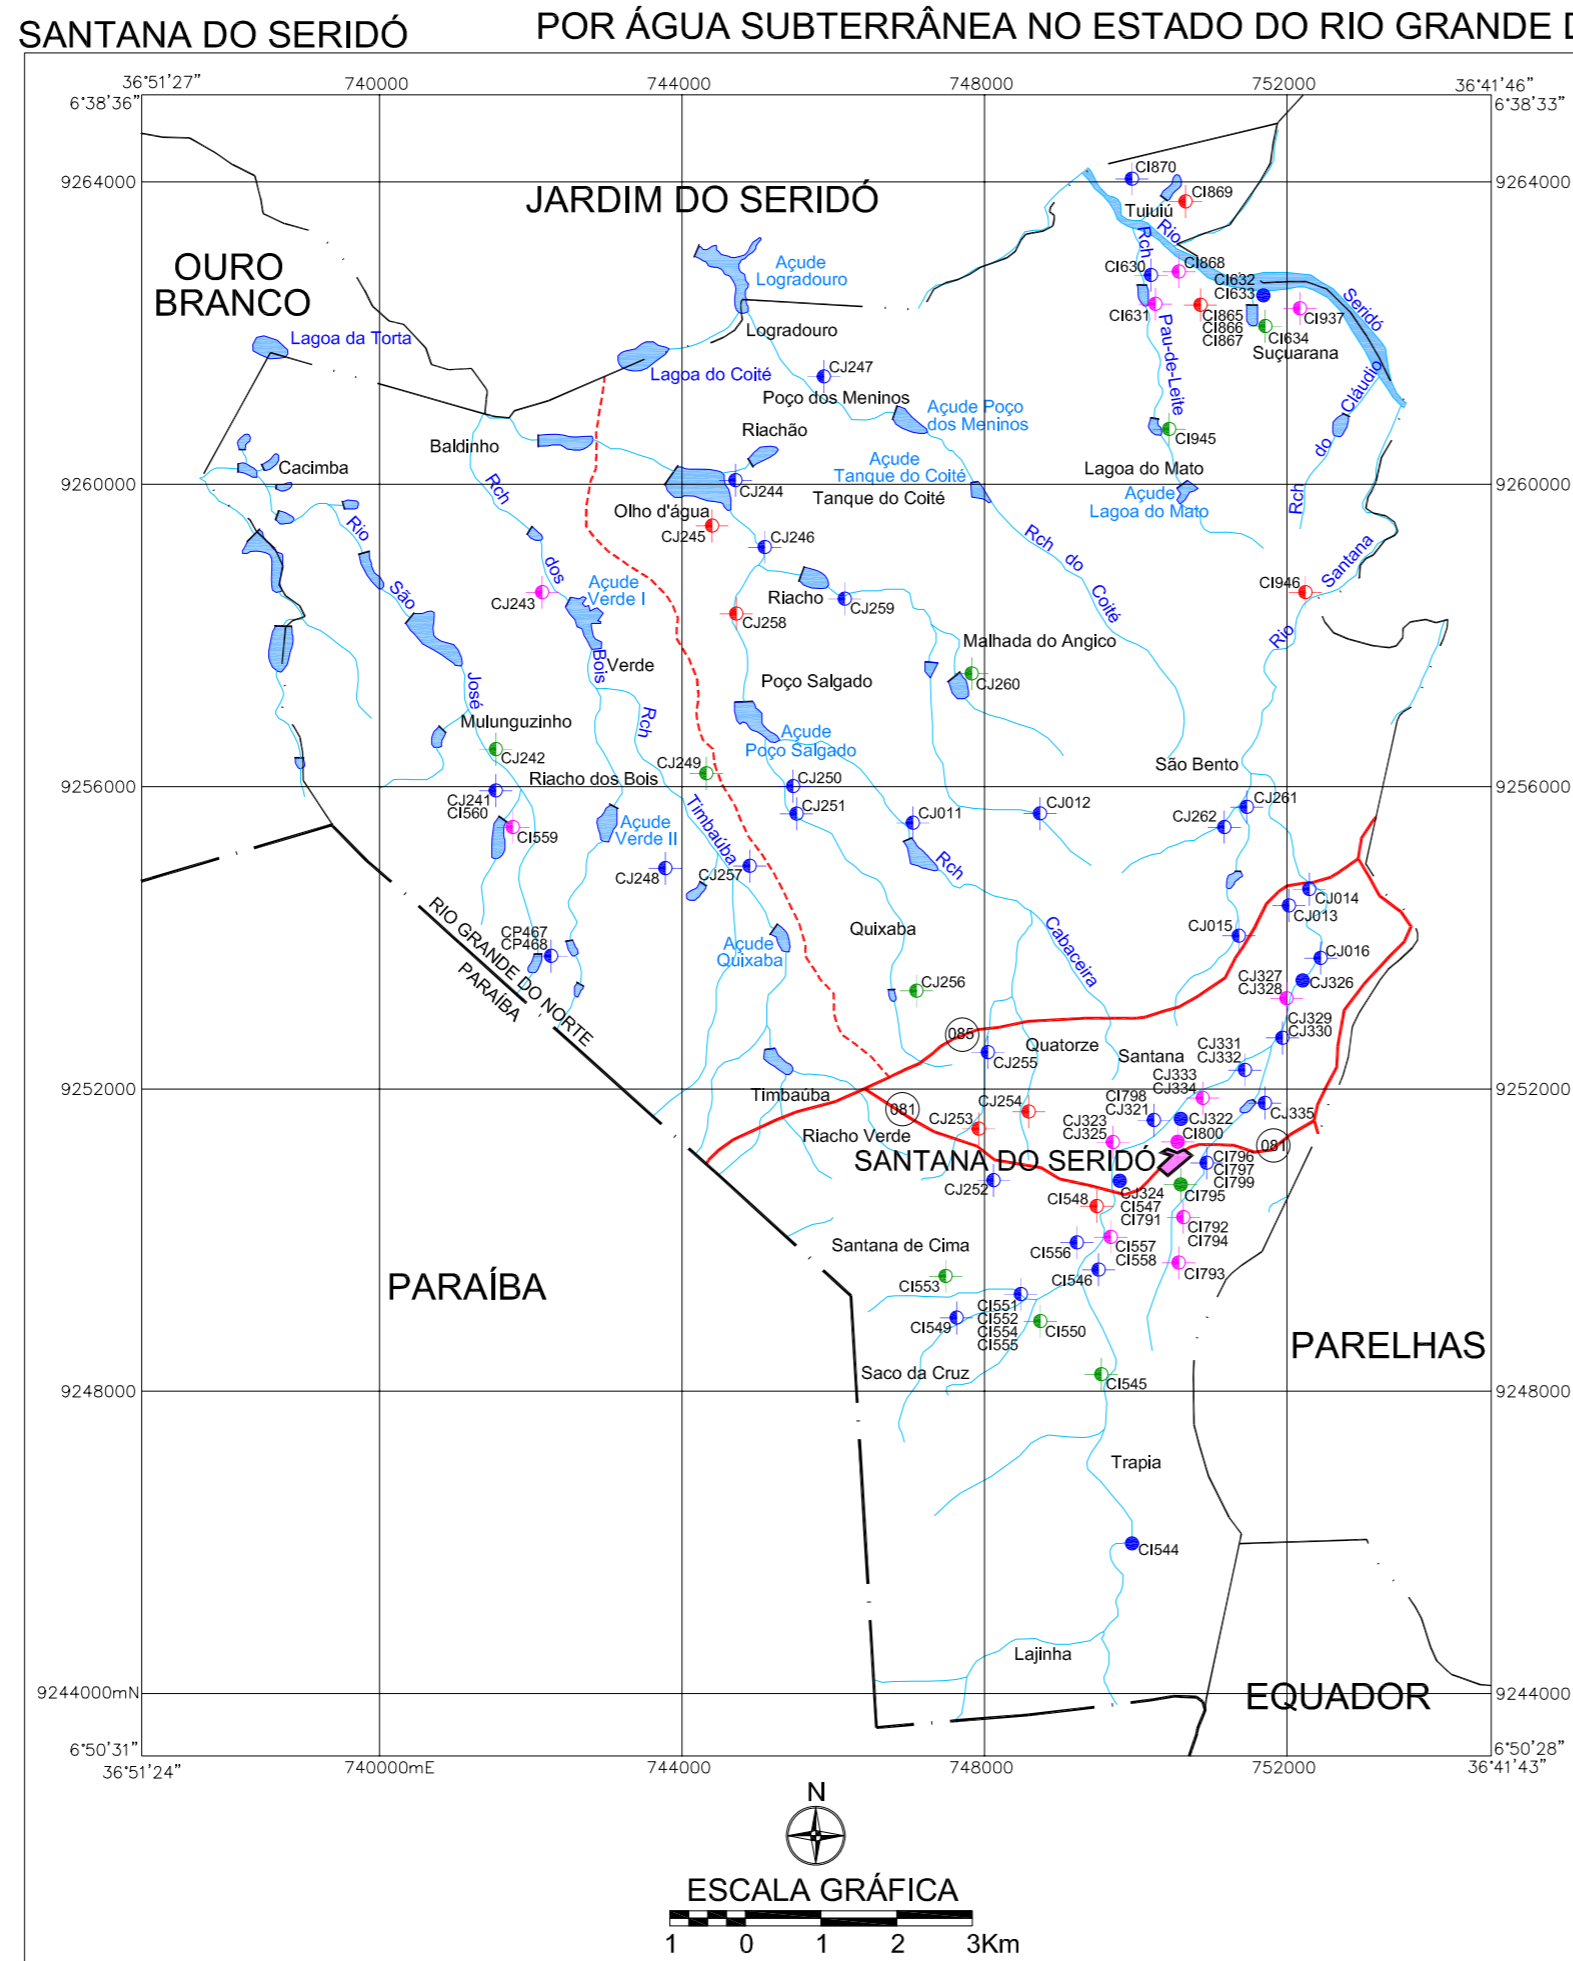 SANTANA DO SERIDÓ
POR ÁGUA SUBTERRÂNEA NO ESTADO DO RIO GRANDE D
36°51'27"
740000
744000
748000
752000
36°41'46
6°38'36"
6°38'33"
9264000
9264000
JARDIM DO SERIDÓ
OURO
BRANCO
CI870
CI869
Tuiuiú
Rio
Rch
Açude
Logradouro
CI630
CI868
CI632
CI633
Seridó
CI631
CI865
CI866
CI867
CI937
CI634
Suçuarana
Lagoa da Torta
Logradouro
Pau-de-Leite
Lagoa do Coité
CJ247
Poço dos Meninos
Cláudio
do
Rch
Açude Poço
dos Meninos
Baldinho
Riachão
CI945
Cacimba
Açude
Tanque do Coité
Lagoa do Mato
9260000
9260000
CJ244
Tanque do Coité
Açude
Lagoa do Mato
Olho d'água
CJ245
Rch
dos
Bois
Rio
São
José
CJ246
Rch do
Coité
Santana
Rio
CI946
CJ243
Açude
Verde I
Riacho
CJ259
CJ258
Malhada do Angico
Verde
Poço Salgado
CJ260
Rch
Timbaúba
Mulunguzinho
CJ242
Açude
Poço Salgado
CJ249
São Bento
Riacho dos Bois
9256000
9256000
CJ241
CI560
CJ250
CJ251
CJ011
CJ012
CJ261
CJ262
CI559
Açude
Verde II
CJ248
CJ257
Rch
Cabaceira
CJ014
CJ013
RIO GRANDE DO NORTE
PARAÍBA
CP467
CP468
Açude
Quixaba
Quixaba
CJ015
CJ016
CJ256
CJ327
CJ328
CJ326
CJ329
CJ330
085
Quatorze
CJ255
Santana
CJ331
CJ332
9252000
9252000
Timbaúba
CJ333
CJ334
081
CJ254
CJ253
CI798
CJ321
CJ322
CJ335
Riacho Verde
CJ323
CJ325
CI800
081
SANTANA DO SERIDÓ
CI796
CI797
CI799
CJ252
CJ324
CI547
CI791
CI795
CI548
CI792
CI794
Santana de Cima
CI556
CI557
CI558
CI793
CI553
CI546
PARAÍBA
CI549
CI551
CI552
CI554
CI555
CI550
PARELHAS
Saco da Cruz
CI545
9248000
9248000
Trapia
CI544
Lajinha
9244000mN
9244000
EQUADOR
6°50'31"
6°50'28"
36°51'24"
740000mE
744000
748000
752000
36°41'43"
N
ESCALA GRÁFICA
1 0 1 2 3Km